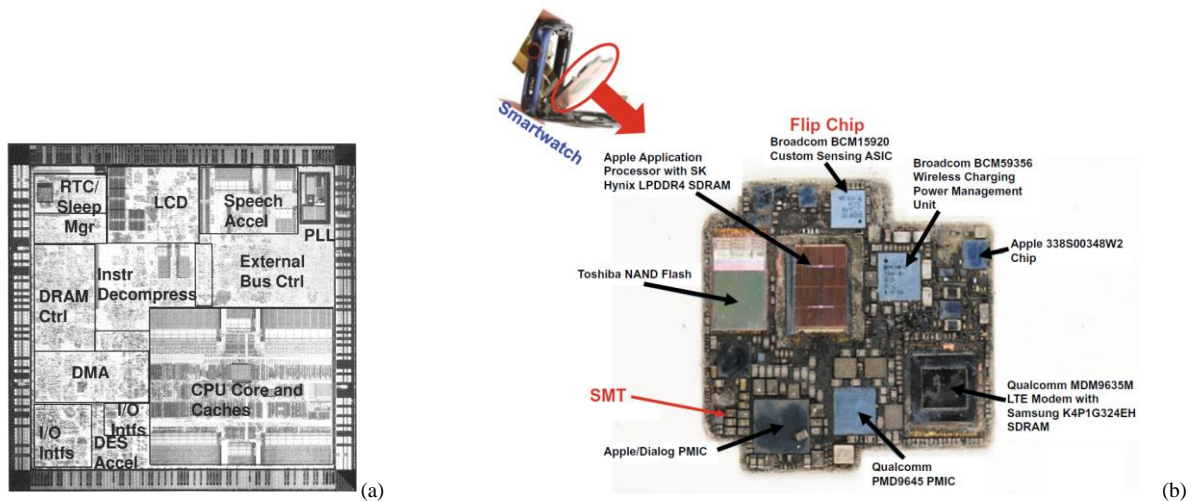 RTC/
Sleep
Mgr
LCD
Speech
Accel
PLL
Instr
Decompress
External
Bus Ctrl
DRAM
Ctrl
DMA
CPU Core and
Caches
I/O
Intfs
I/O
Intfs
DES
Accel
(a)
Smartwatch
Flip Chip
Broadcom BCM15920
Custom Sensing ASIC
Apple Application
Processor with SK
Hynix LPDDR4 SDRAM
Broadcom BCM59356
Wireless Charging
Power Management
Unit
Apple 338S00348W2
Chip
Toshiba NAND Flash
SMT
Qualcomm MDM9635M
LTE Modem with
Samsung K4P1G324EH
SDRAM
Apple/Dialog PMIC
Qualcomm
PMD9645 PMIC
(b)